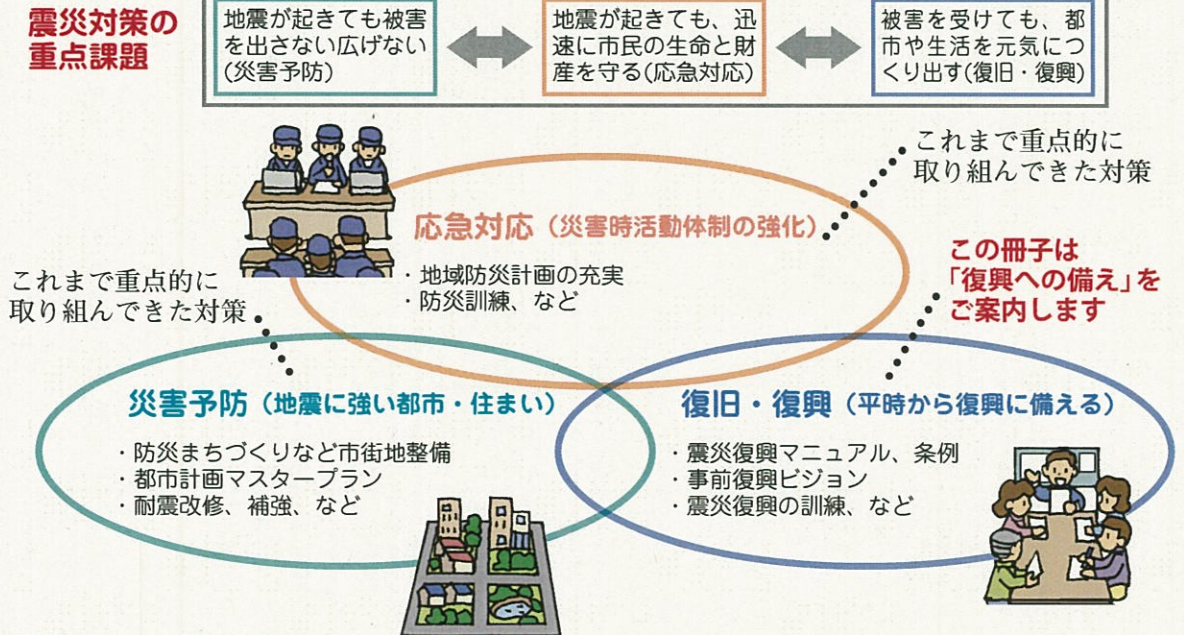 震災対策の
重点課題
地震が起きても被害
を出さない広げない
(災害予防)
地震が起きても、迅
速に市民の生命と財
産を守る(応急対応)
被害を受けても、都
市や生活を元気につ
くり出す(復旧・復興)
これまで重点的に
取り組んできた対策
応急対応(災害時活動体制の強化)
・地域防災計画の充実
・防災訓練、など
この冊子は
「復興への備え」を
ご案内します
これまで重点的に
取り組んできた対策
災害予防(地震に強い都市・住まい)
・防災まちづくりなど市街地整備
・都市計画マスタープラン
・耐震改修、補強、など
復旧・復興(平時から復興に備える)
・震災復興マニュアル、条例
・事前復興ビジョン
・震災復興の訓練、など